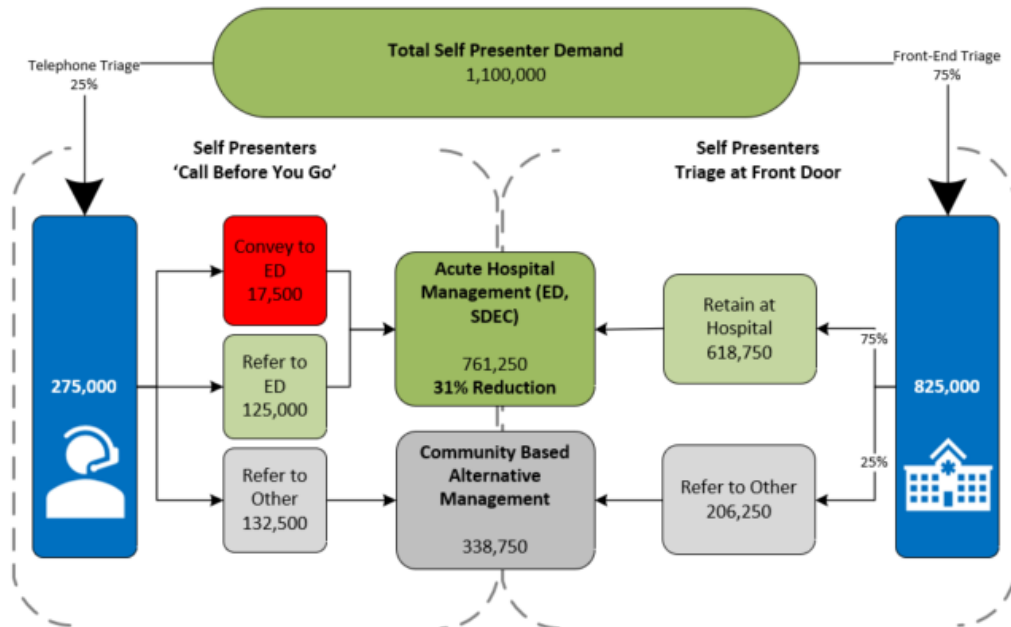 Total Self Presenter Demand
1,100,000
Telephone Triage
25%
Front-End Triage
75%
Self Presenters
‘Call Before You Go’
Self Presenters
Triage at Front Door
275,000
Convey to
ED
17,500
Refer to
ED
125,000
Refer to
Other
132,500
Acute Hospital
Management (ED,
SDEC)
761,250
31% Reduction
Community Based
Alternative
Management
338,750
Retain at
Hospital
618,750
Refer to Other
206,250
75%
25%
825,000